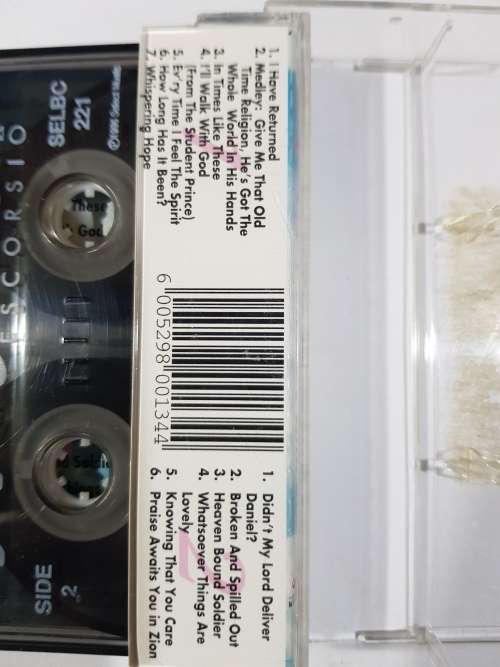 1. I Have Returned
2. Medley: Give Me That Old
Time Religion, He's Got The
Whole World In His Hands
3. In Times Like These
4. I'll Walk With God
(From The Student Prince)
5. Ev'ry Time I Feel The Spirit
6. How Long Has It Been?
7. Whispering Hope
6 005298 001344
1. Didn't My Lord Deliver
Daniel?
2. Broken And Spilled Out
3. Heaven Bound Soldier
4. Whatsoever Things Are
Lovely
5. Knowing That You Care
6. Praise Awaits You in Zion
2
SELBC
221
These
God
ESCORSIO
SIDE
2